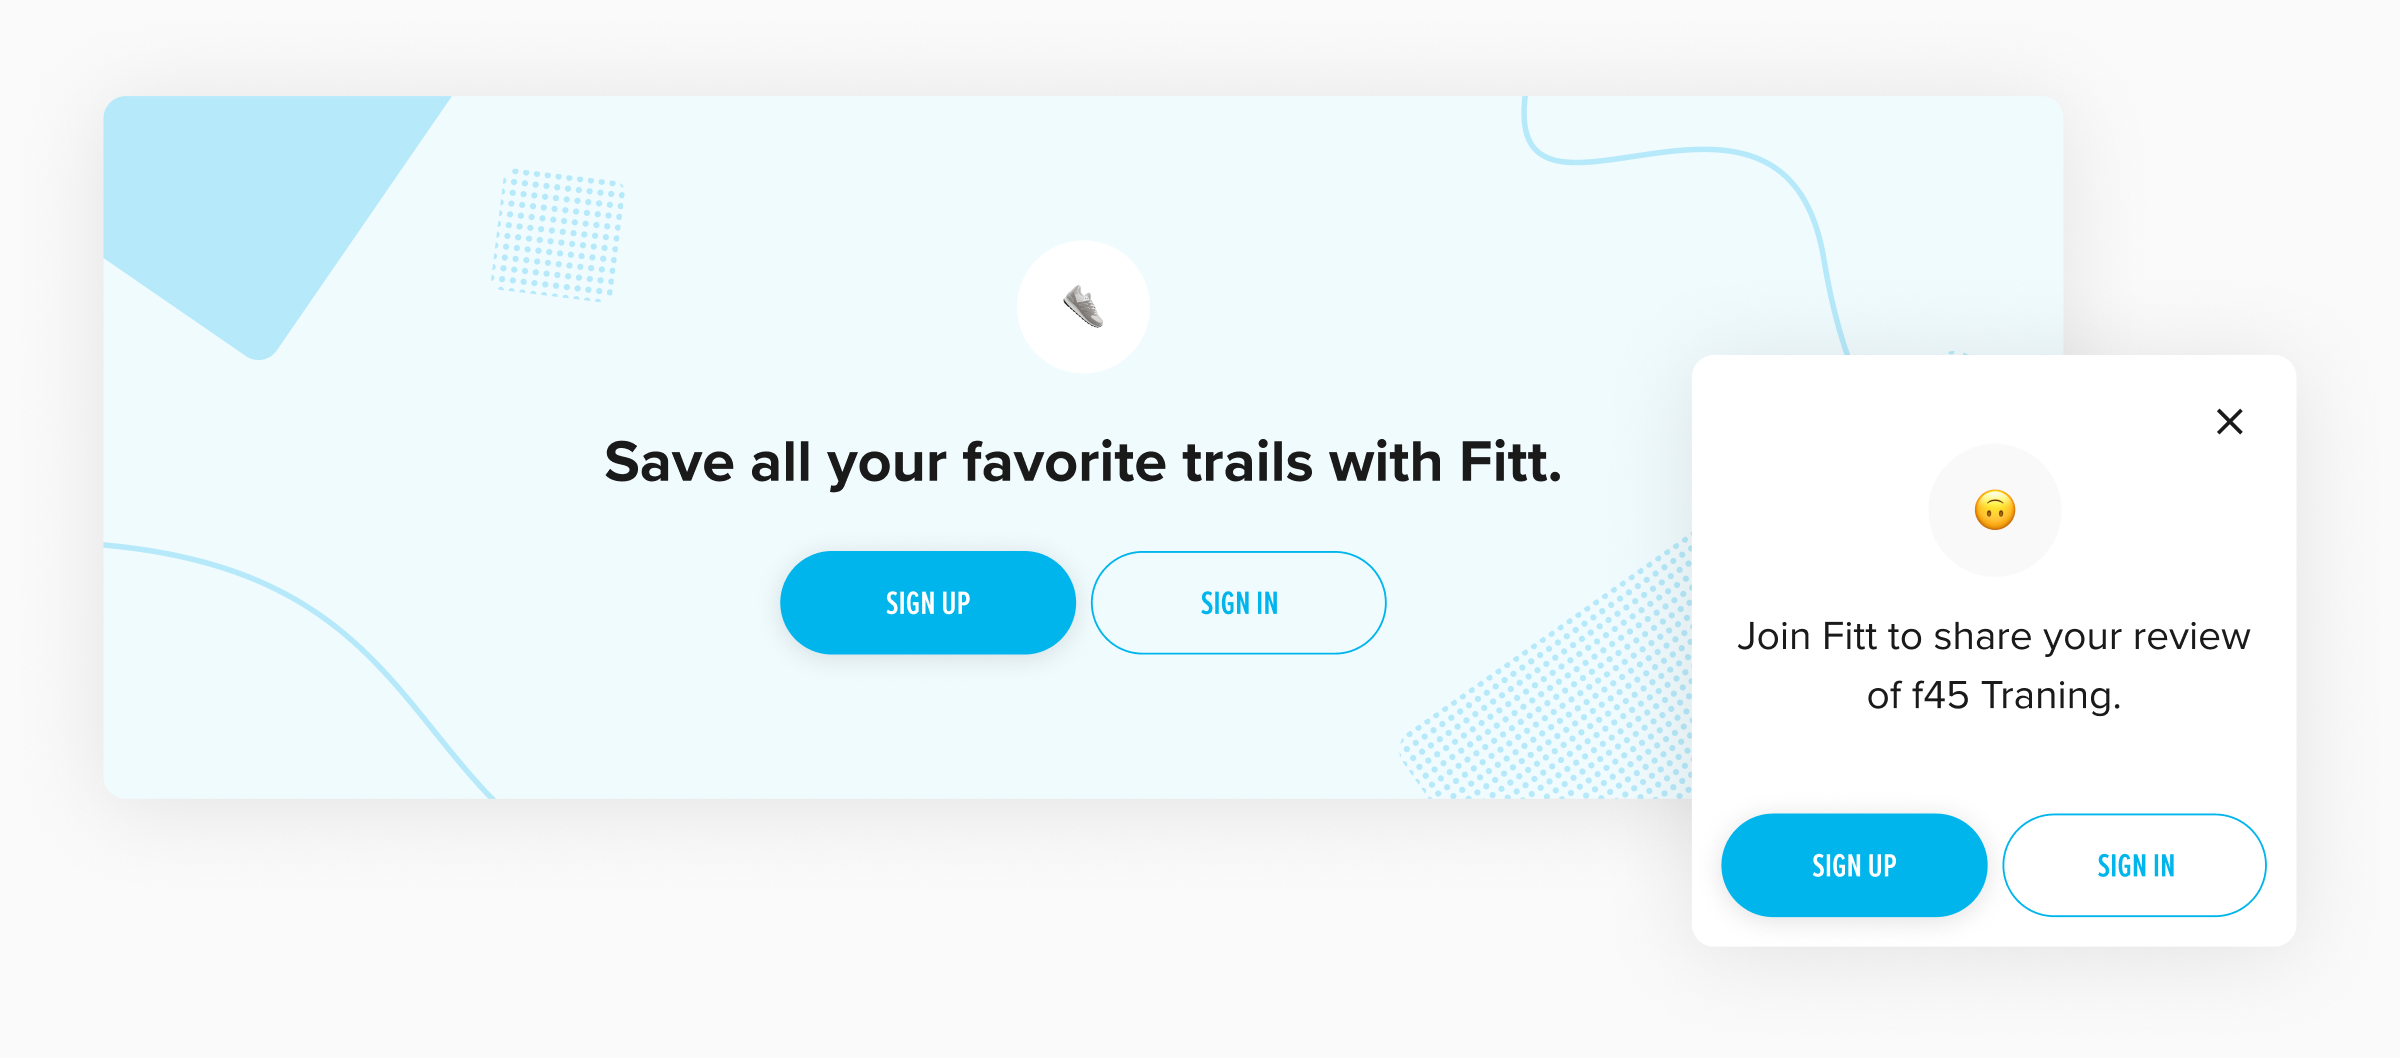 Save all your favorite trails with Fitt.
SIGN UP
SIGN IN
Join Fitt to share your review
of f45 Traning.
SIGN UP
SIGN IN